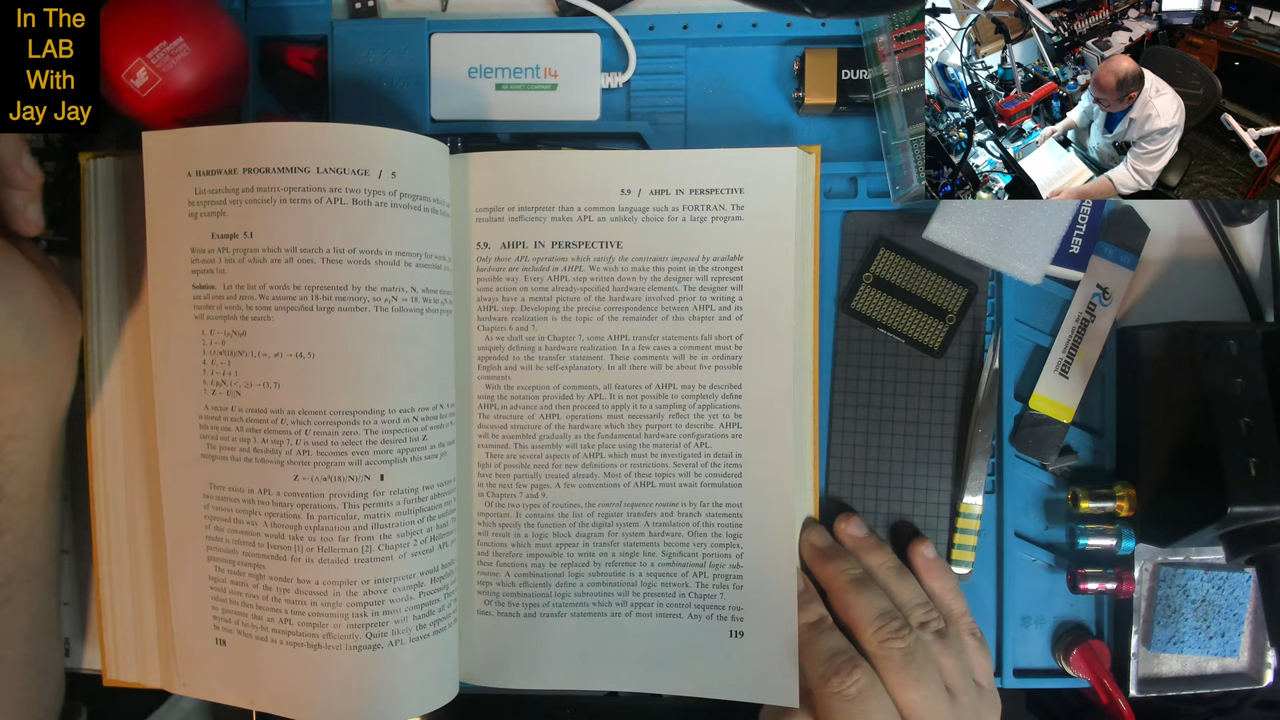 In The
LAB
With
Jay Jay
element14
AN AVNET COMPANY
DURA
A HARDWARE PROGRAMMING LANGUAGE / 5
List-searching and matrix-operations are two types of programs which
be expressed very concisely in terms of APL. Both are involved in the
ing example.
Example 5.1
Write an APL program which will search a list of words in memory for words,
left-most 3 bits of which are all ones. These words should be assembled
separate list.
Solution. Let the list of words be represented by the matrix, N, whose
are all ones and zeros. We assume an 18-bit memory, so
number of words, be some unspecified large number. The following short
will accomplish the search:
2. i ← 0
5. i ← i + 1
A vector U is created with an element corresponding to each row of N.
is stored in each element of U, which corresponds to a word in N whose first
bits are one. All other elements of U remain zero. The inspection of words
carried out at step 3. At step 7, U is used to select the desired list Z.
The power and flexibility of APL becomes even more apparent as the
recognizes that the following shorter program will accomplish this same
Z ← (∧/α³(18)/N)//N
There exists in APL a convention providing for relating two vectors
two matrices with two binary operations. This permits a further abbreviation
of various complex operations. In particular, matrix multiplication may
expressed this way. A thorough explanation and illustration of the
of this convention would take us too far from the subject at hand. The
reader is referred to Iverson [1] or Hellerman [2]. Chapter 2 of Hellerman
particularly recommended for its detailed treatment of several APL
gramming examples.
The reader might wonder how a compiler or interpreter would
logical matrix of the type discussed in the above example. Hopefully
would store rows of the matrix in single computer words. Processing
vidual bits then becomes a time consuming task in most computers. There
no guarantee that an APL compiler or interpreter will handle all of the
myriad of bit-by-bit manipulations efficiently. Quite likely the opposite
be true. When used as a super-high-level language, APL leaves more to
118
5.9 / AHPL IN PERSPECTIVE
compiler or interpreter than a common language such as FORTRAN. The
resultant inefficiency makes APL an unlikely choice for a large program.
5.9. AHPL IN PERSPECTIVE
Only those APL operations which satisfy the constraints imposed by available
hardware are included in AHPL. We wish to make this point in the strongest
possible way. Every AHPL step written down by the designer will represent
some action on some already-specified hardware elements. The designer will
always have a mental picture of the hardware involved prior to writing a
AHPL step. Developing the precise correspondence between AHPL and its
hardware realization is the topic of the remainder of this chapter and of
Chapters 6 and 7.
As we shall see in Chapter 7, some AHPL transfer statements fall short of
uniquely defining a hardware realization. In a few cases a comment must be
appended to the transfer statement. These comments will be in ordinary
English and will be self-explanatory. In all there will be about five possible
comments.
With the exception of comments, all features of AHPL may be described
using the notation provided by APL. It is not possible to completely define
AHPL in advance and then proceed to apply it to a sampling of applications.
The structure of AHPL operations must necessarily reflect the yet to be
discussed structure of the hardware which they purport to describe. AHPL
will be assembled gradually as the fundamental hardware configurations are
examined. This assembly will take place using the material of APL.
There are several aspects of AHPL which must be investigated in detail in
light of possible need for new definitions or restrictions. Several of the items
have been partially treated already. Most of these topics will be considered
in the next few pages. A few conventions of AHPL must await formulation
in Chapters 7 and 9.
Of the two types of routines, the control sequence routine is by far the most
important. It contains the list of register transfers and branch statements
which specify the function of the digital system. A translation of this routine
will result in a logic block diagram for system hardware. Often the logic
functions which must appear in transfer statements become very complex,
and therefore impossible to write on a single line. Significant portions of
these functions may be replaced by reference to a combinational logic sub-
routine. A combinational logic subroutine is a sequence of APL program
steps which efficiently define a combinational logic network. The rules for
writing combinational logic subroutines will be presented in Chapter 7.
Of the five types of statements which will appear in control sequence rou-
tines, branch and transfer statements are of most interest. Any of the five
119
AEDTLER
Professional
THE OPENING TOOL